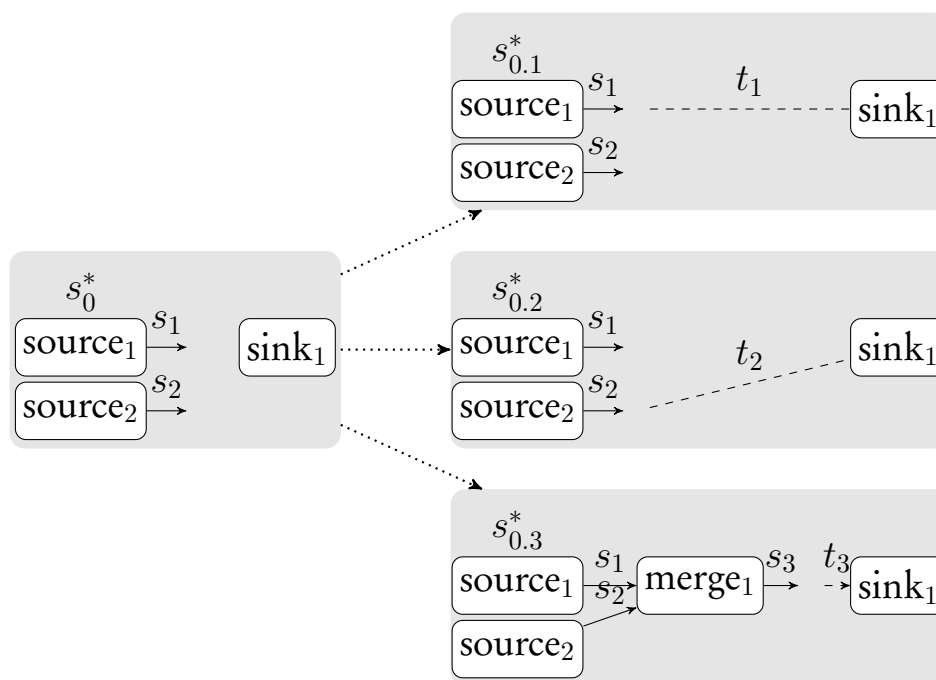 s*₀.₁
s₁ t₁
source₁ sink₁
s₂
source₂
s*₀
s₁
source₁ sink₁
s₂
source₂
s*₀.₂
s₁
source₁ t₂ sink₁
s₂
source₂
s*₀.₃
s₁ s₃ t₃
source₁ merge₁ sink₁
s₂
source₂